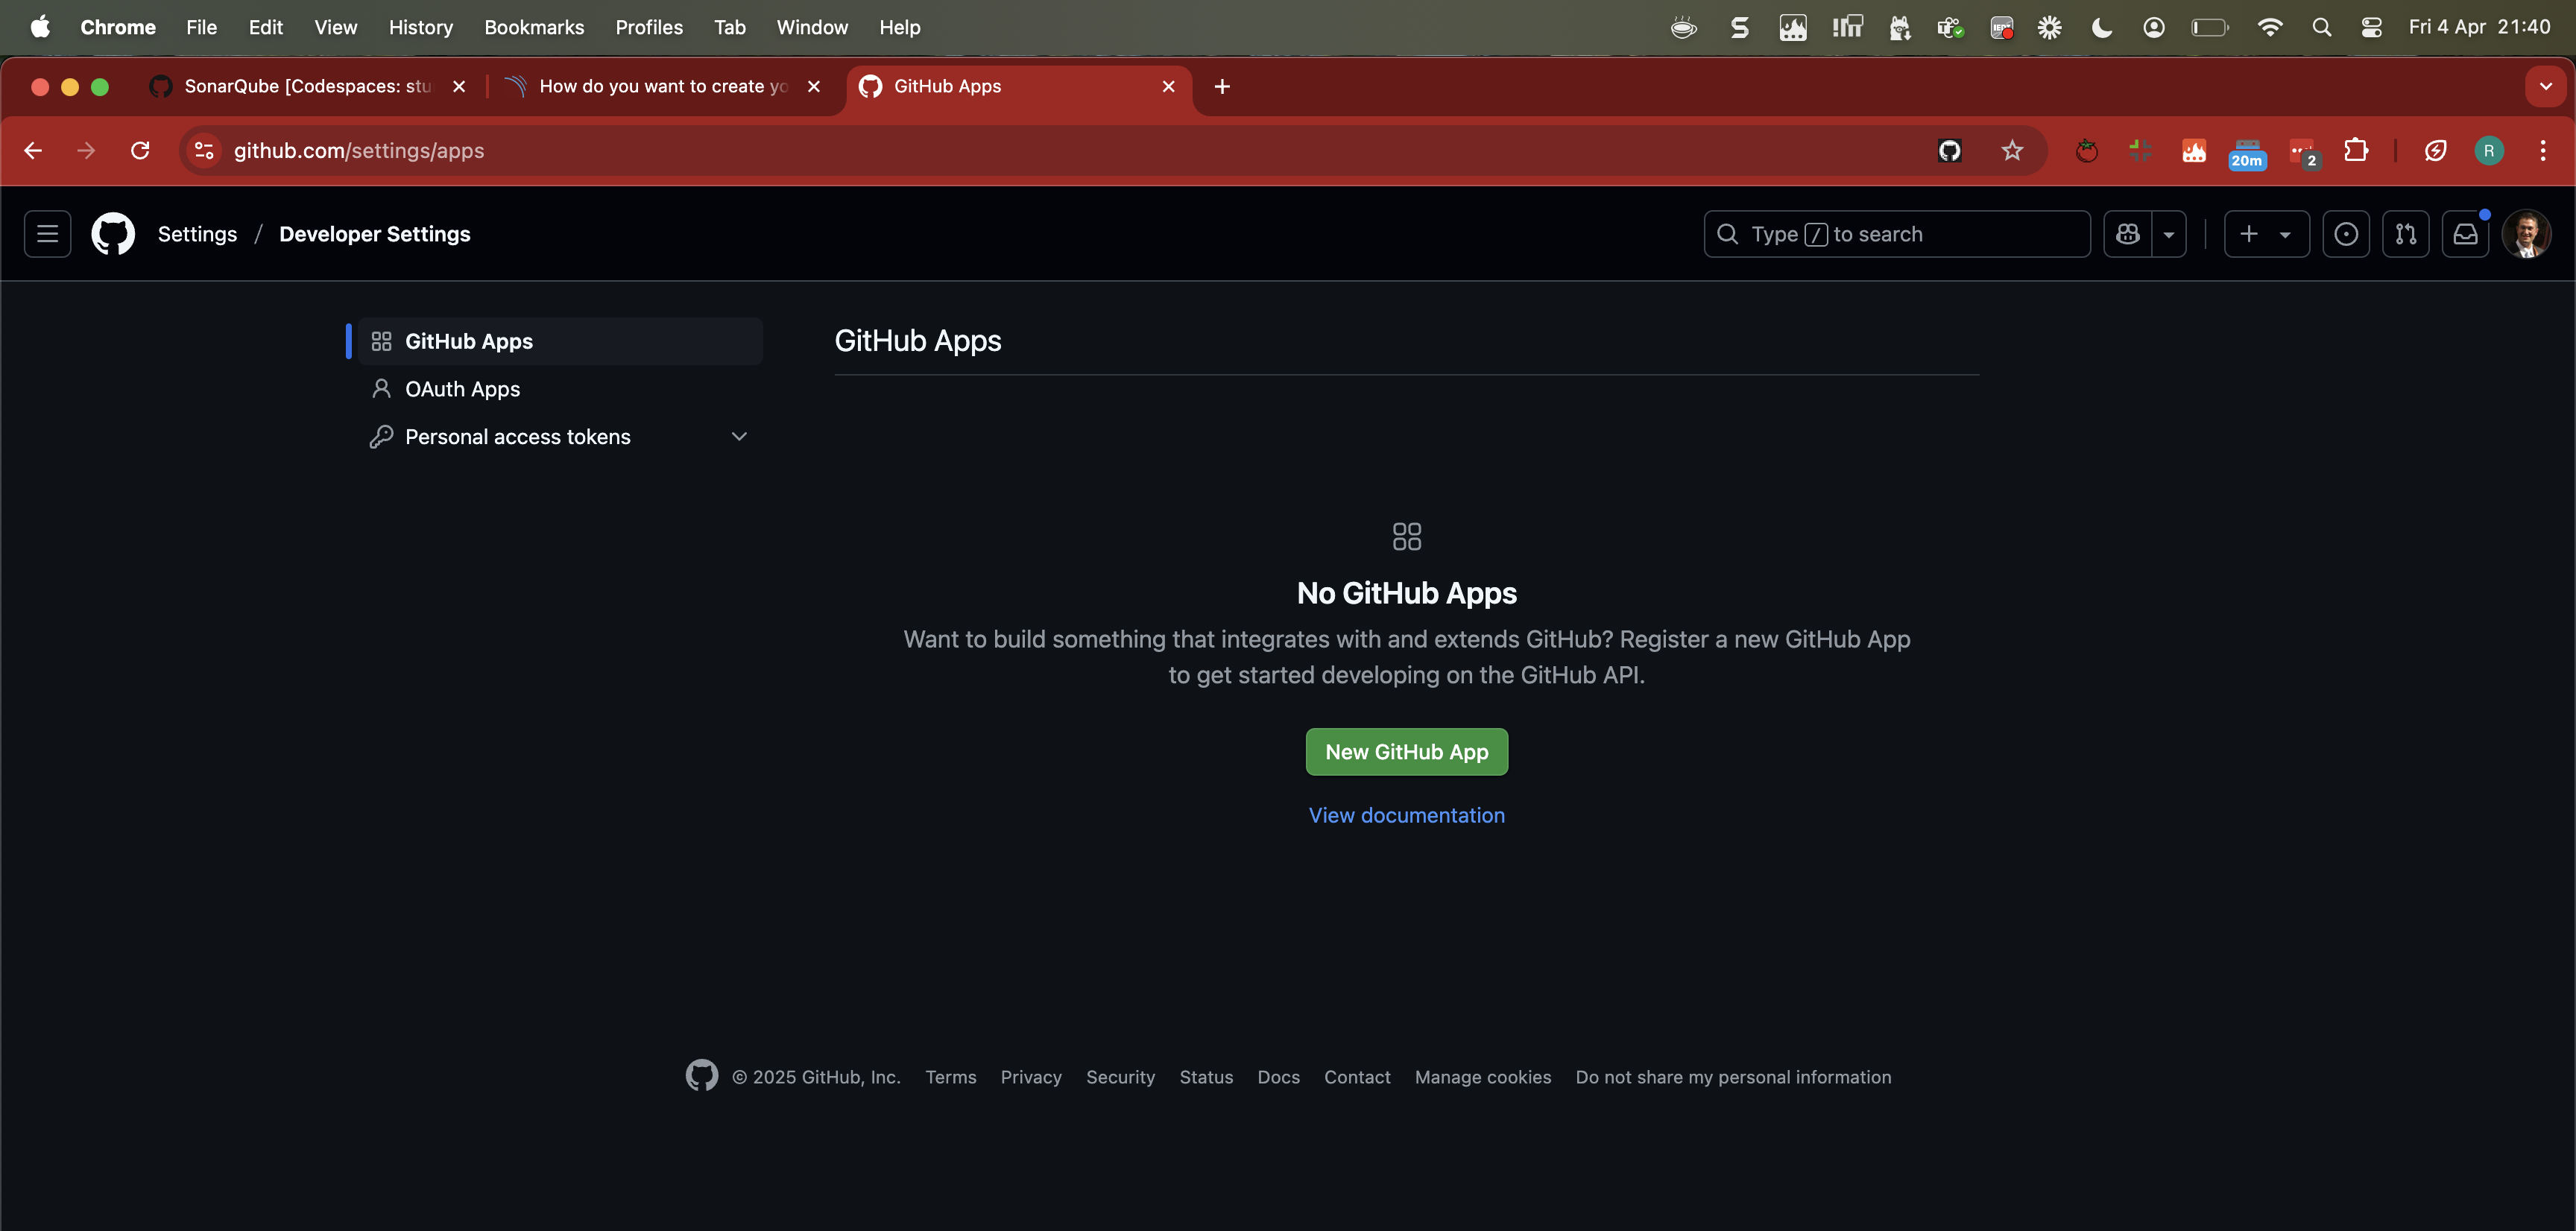 Chrome File Edit View History Bookmarks Profiles Tab Window Help Fri 4 Apr 21:40
SonarQube [Codespaces: stu
How do you want to create yo
GitHub Apps
github.com/settings/apps
20m
2
R
Settings / Developer Settings
Type / to search
GitHub Apps
OAuth Apps
Personal access tokens
GitHub Apps
No GitHub Apps
Want to build something that integrates with and extends GitHub? Register a new GitHub App
to get started developing on the GitHub API.
New GitHub App
View documentation
© 2025 GitHub, Inc. Terms Privacy Security Status Docs Contact Manage cookies Do not share my personal information